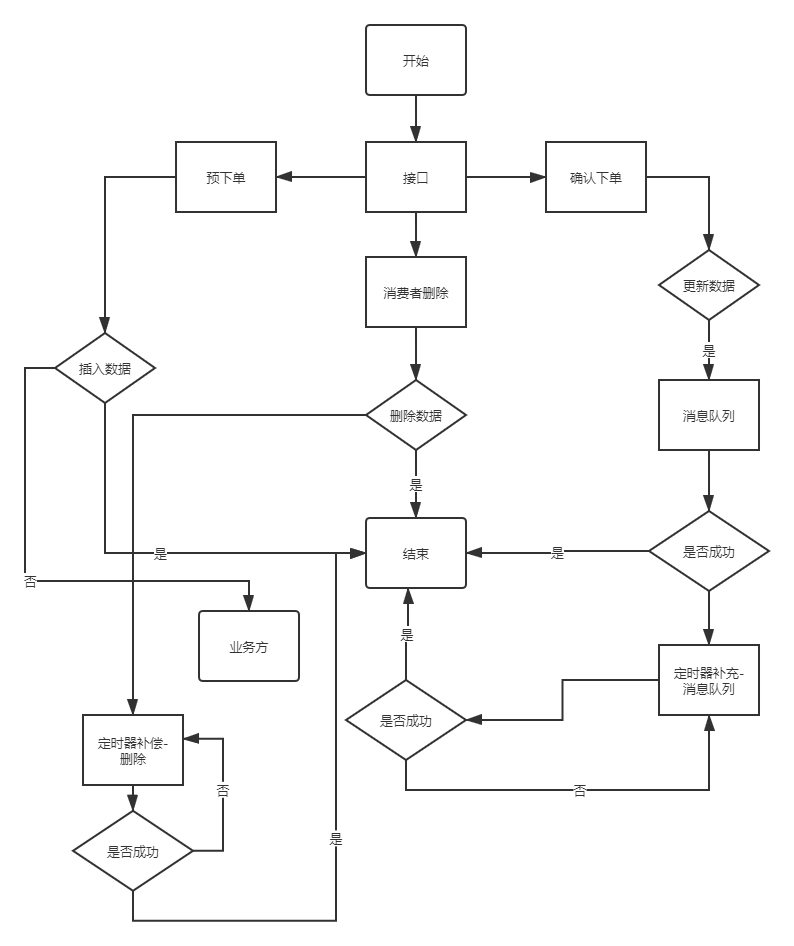 开始
预下单
接口
确认下单
消费者删除
更新数据
是
插入数据
删除数据
消息队列
是
是
结束
是
是否成功
否
业务方
是
定时器补充-
消息队列
是否成功
定时器补偿-
删除
否
否
是
是否成功